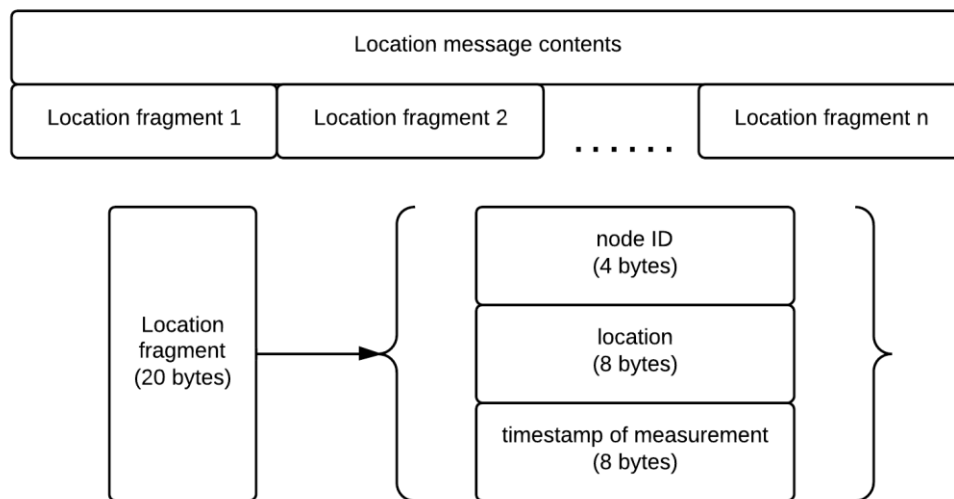 Location message contents
Location fragment 1
Location fragment 2
......
Location fragment n
Location
fragment
(20 bytes)
node ID
(4 bytes)
location
(8 bytes)
timestamp of measurement
(8 bytes)